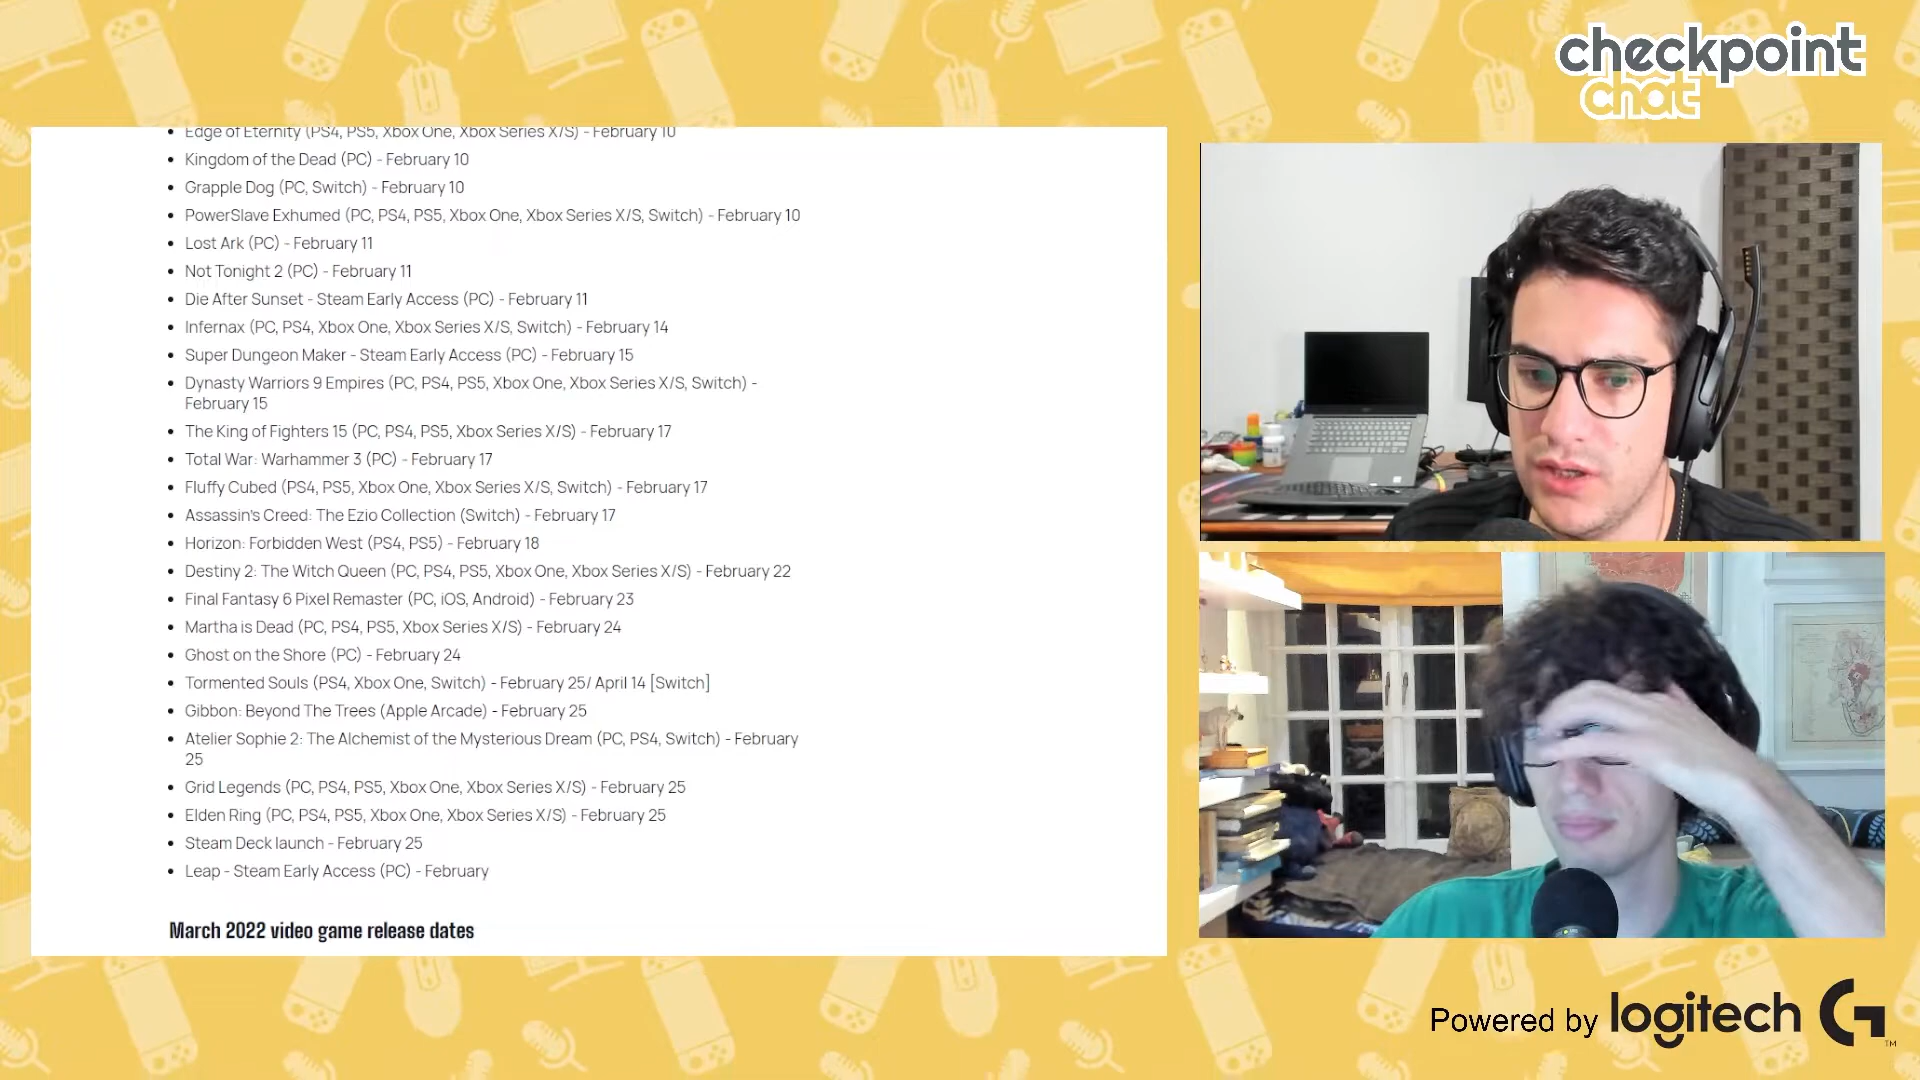 checkpoint
chat
Edge of Eternity (PS4, PS5, Xbox One, Xbox Series X/S) - February 10
Kingdom of the Dead (PC) - February 10
Grapple Dog (PC, Switch) - February 10
PowerSlave Exhumed (PC, PS4, PS5, Xbox One, Xbox Series X/S, Switch) - February 10
Lost Ark (PC) - February 11
Not Tonight 2 (PC) - February 11
Die After Sunset - Steam Early Access (PC) - February 11
Infernax (PC, PS4, Xbox One, Xbox Series X/S, Switch) - February 14
Super Dungeon Maker - Steam Early Access (PC) - February 15
Dynasty Warriors 9 Empires (PC, PS4, PS5, Xbox One, Xbox Series X/S, Switch) -
February 15
The King of Fighters 15 (PC, PS4, PS5, Xbox Series X/S) - February 17
Total War: Warhammer 3 (PC) - February 17
Fluffy Cubed (PS4, PS5, Xbox One, Xbox Series X/S, Switch) - February 17
Assassin's Creed: The Ezio Collection (Switch) - February 17
Horizon: Forbidden West (PS4, PS5) - February 18
Destiny 2: The Witch Queen (PC, PS4, PS5, Xbox One, Xbox Series X/S) - February 22
Final Fantasy 6 Pixel Remaster (PC, iOS, Android) - February 23
Martha is Dead (PC, PS4, PS5, Xbox Series X/S) - February 24
Ghost on the Shore (PC) - February 24
Tormented Souls (PS4, Xbox One, Switch) - February 25/ April 14 [Switch]
Gibbon: Beyond The Trees (Apple Arcade) - February 25
Atelier Sophie 2: The Alchemist of the Mysterious Dream (PC, PS4, Switch) - February
25
Grid Legends (PC, PS4, PS5, Xbox One, Xbox Series X/S) - February 25
Elden Ring (PC, PS4, PS5, Xbox One, Xbox Series X/S) - February 25
Steam Deck launch - February 25
Leap - Steam Early Access (PC) - February
March 2022 video game release dates
Powered by logitech G TM